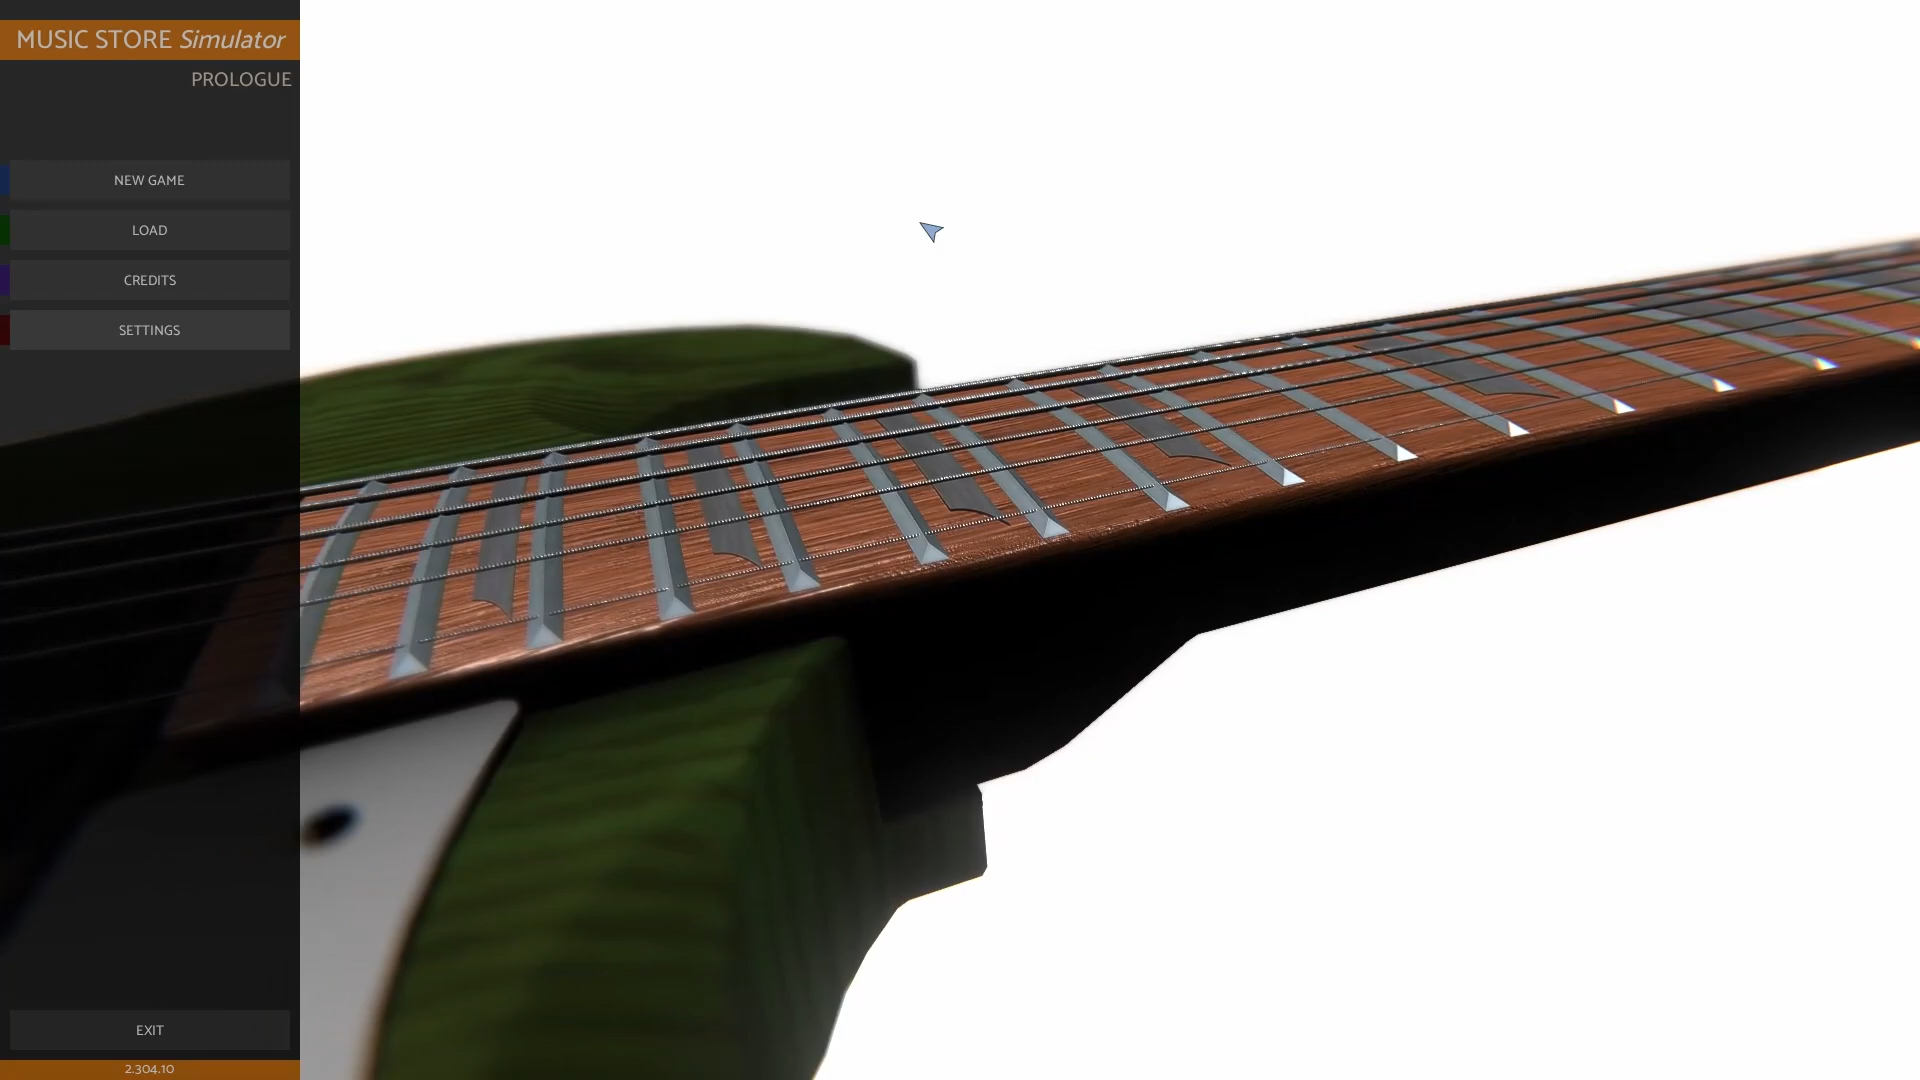 MUSIC STORE Simulator
PROLOGUE
NEW GAME
LOAD
CREDITS
SETTINGS
EXIT
2.304.10